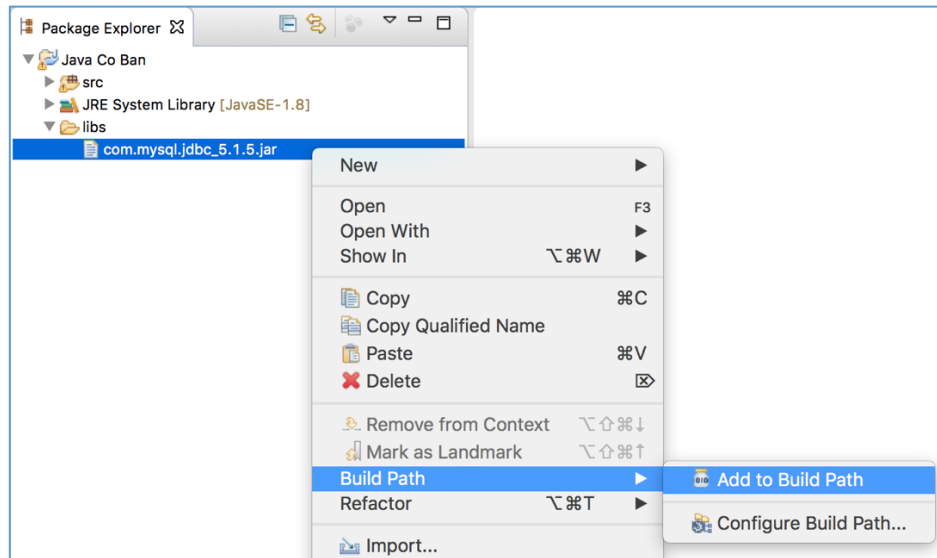 Package Explorer
Java Co Ban
src
JRE System Library [JavaSE-1.8]
libs
com.mysql.jdbc_5.1.5.jar
New
Open F3
Open With
Show In ⌥⌘W
Copy ⌘C
Copy Qualified Name
Paste ⌘V
Delete ⌦
Remove from Context ⌥⇧⌘↓
Mark as Landmark ⌥⇧⌘↑
Build Path
Add to Build Path
Refactor ⌥⌘T
Configure Build Path...
Import...